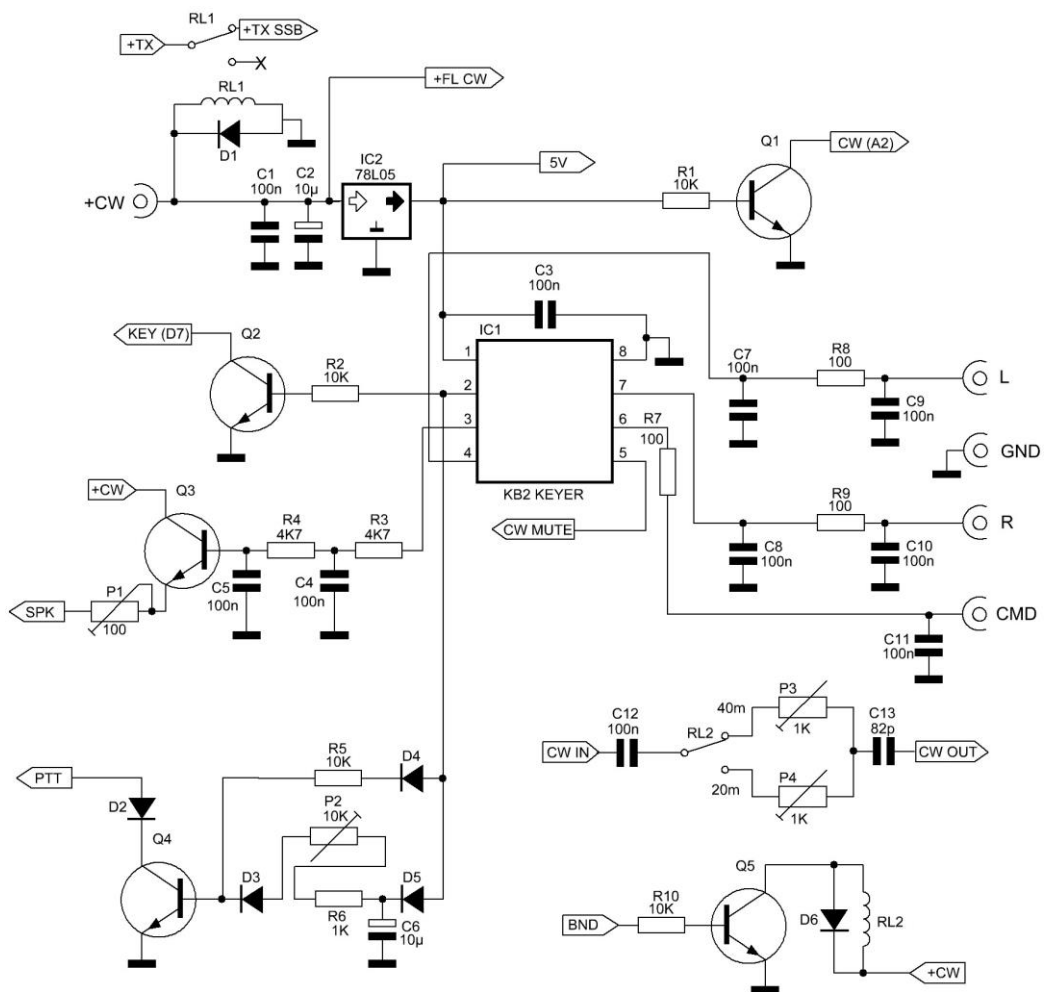 RL1
+TX
+TX SSB
X
RL1
+FL CW
D1
Q1
CW (A2)
C1
100n
C2
10µ
IC2
78L05
5V
R1
10K
+CW
C3
100n
IC1
KEY (D7)
Q2
R2
10K
1
2
3
4
8
7
6
5
KB2 KEYER
C7
100n
R8
100
C9
100n
L
R7
100
GND
+CW
Q3
R4
4K7
R3
4K7
CW MUTE
R9
100
R
C8
100n
C10
100n
P1
100
SPK
C5
100n
C4
100n
CMD
C11
100n
C12
100n
CW IN
RL2
40m
20m
P3
1K
P4
1K
C13
82p
CW OUT
PTT
D2
R5
10K
D4
P2
10K
Q4
D3
R6
1K
D5
C6
10µ
Q5
BND
R10
10K
D6
RL2
+CW